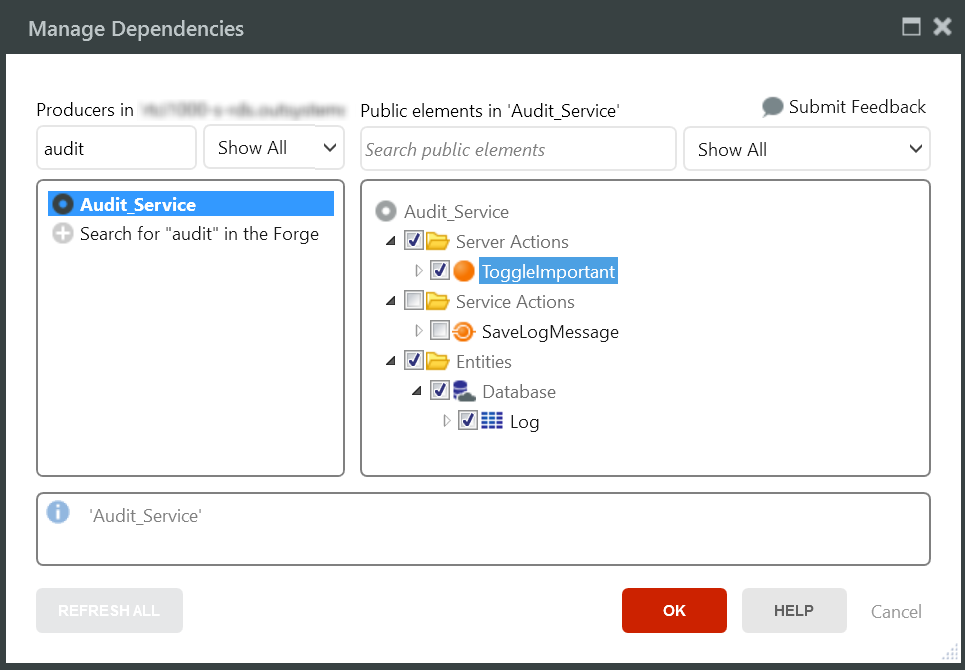 Manage Dependencies
Producers in
Public elements in 'Audit_Service'
Submit Feedback
audit
Show All
Search public elements
Show All
Audit_Service
Search for "audit" in the Forge
Audit_Service
Server Actions
ToggleImportant
Service Actions
SaveLogMessage
Entities
Database
Log
'Audit_Service'
REFRESH ALL
OK
HELP
Cancel